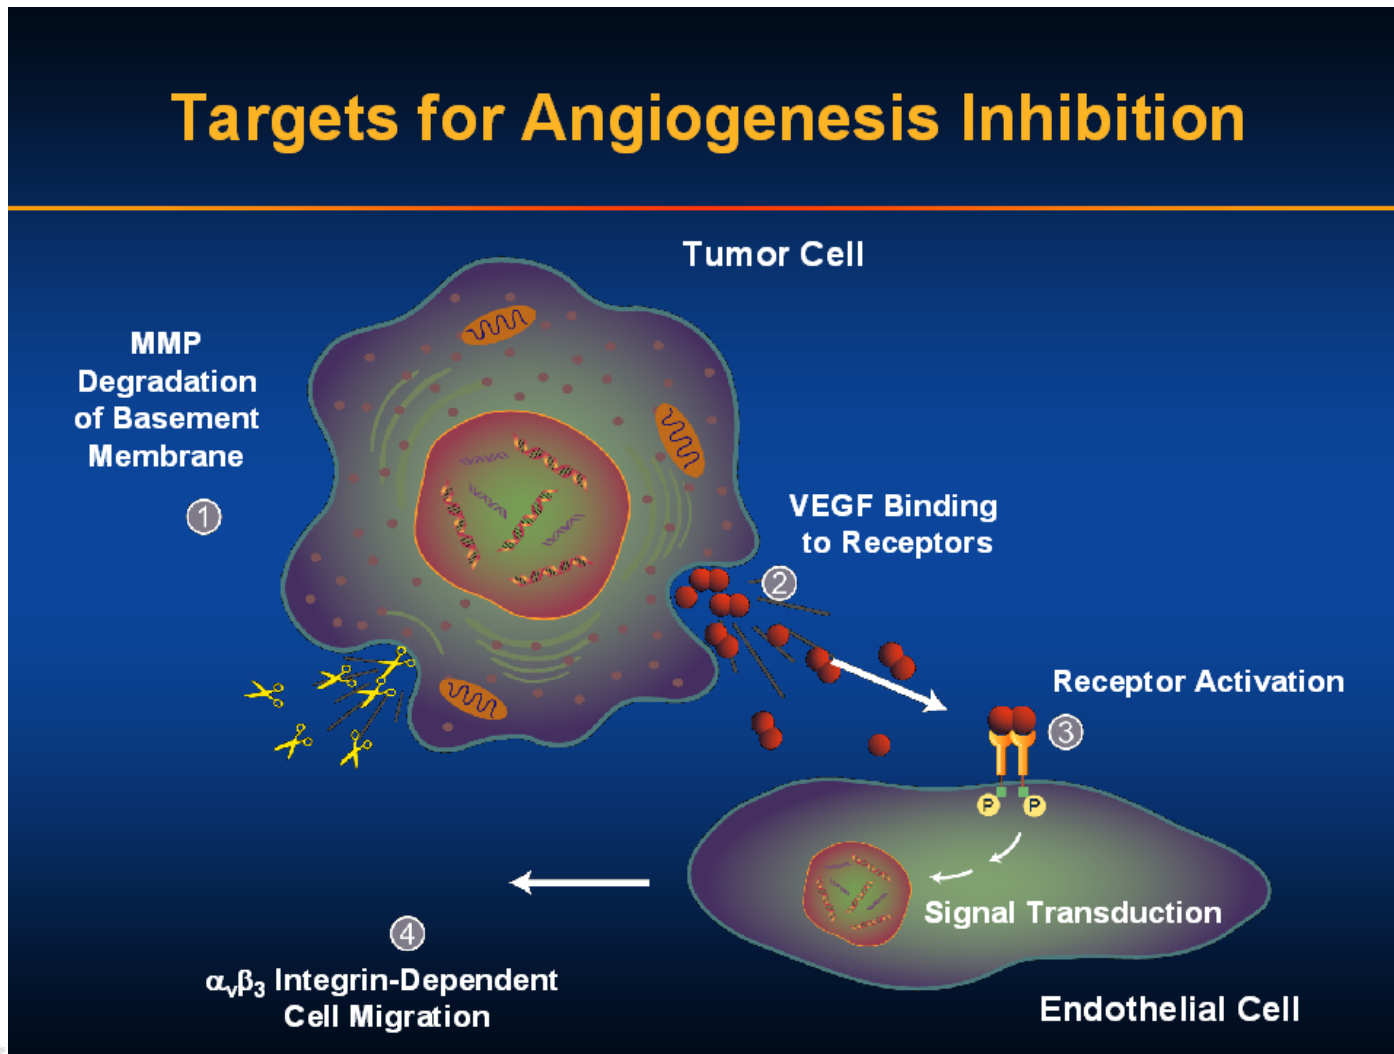 Targets for Angiogenesis Inhibition
Tumor Cell
MMP
Degradation
of Basement
Membrane
1
VEGF Binding
to Receptors
2
Receptor Activation
3
P P
Signal Transduction
4
αvβ3 Integrin-Dependent
Cell Migration
Endothelial Cell